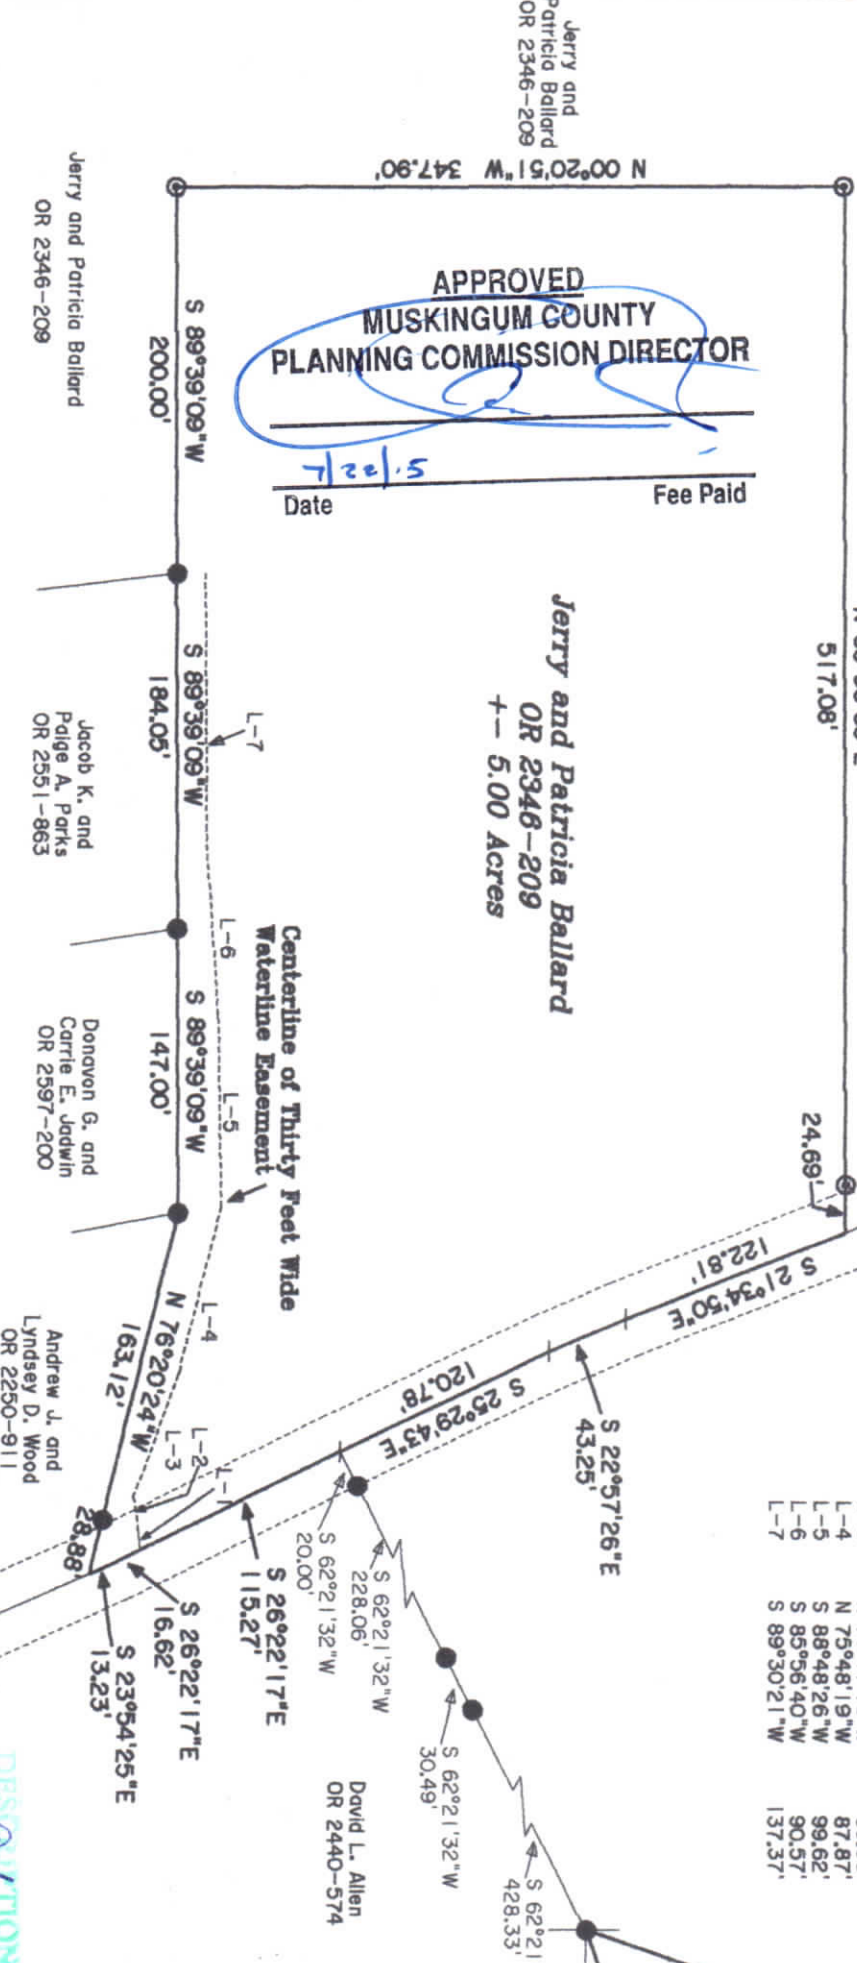 Jerry and
Patricia Ballard
OR 2346-209
N 00°20'51"W 347.90'
APPROVED
MUSKINGUM COUNTY
PLANNING COMMISSION DIRECTOR
Date
Fee Paid
517.08'
24.69'
Jerry and Patricia Ballard
OR 2346-209
+- 5.00 Acres
Jerry and Patricia Ballard
OR 2346-209
S 89°39'09"W
200.00'
S 89°39'09"W
184.05'
S 89°39'09"W
147.00'
L-7
L-6
L-5
L-4
L-3
L-2
L-1
Centerline of Thirty Feet Wide
Waterline Easement
Jacob K. and
Paige A. Parks
OR 2551-863
Donavon G. and
Carrie E. Jadwin
OR 2597-200
Andrew J. and
Lyndsey D. Wood
OR 2250-911
N 76°20'24"W
163.12'
28.88'
S 21°34'50"E
122.81'
S 22°57'26"E
43.25'
S 25°29'43"E
120.78'
S 26°22'17"E
115.27'
S 26°22'17"E
16.62'
S 23°54'25"E
13.23'
S 62°21'32"W
20.00'
S 62°21'32"W
228.06'
S 62°21'32"W
30.49'
S 62°21
428.33'
David L. Allen
OR 2440-574
L-4 N 75°48'19"W 87.87'
L-5 S 88°48'26"W 99.62'
L-6 S 85°56'40"W 90.57'
L-7 S 89°30'21"W 137.37'